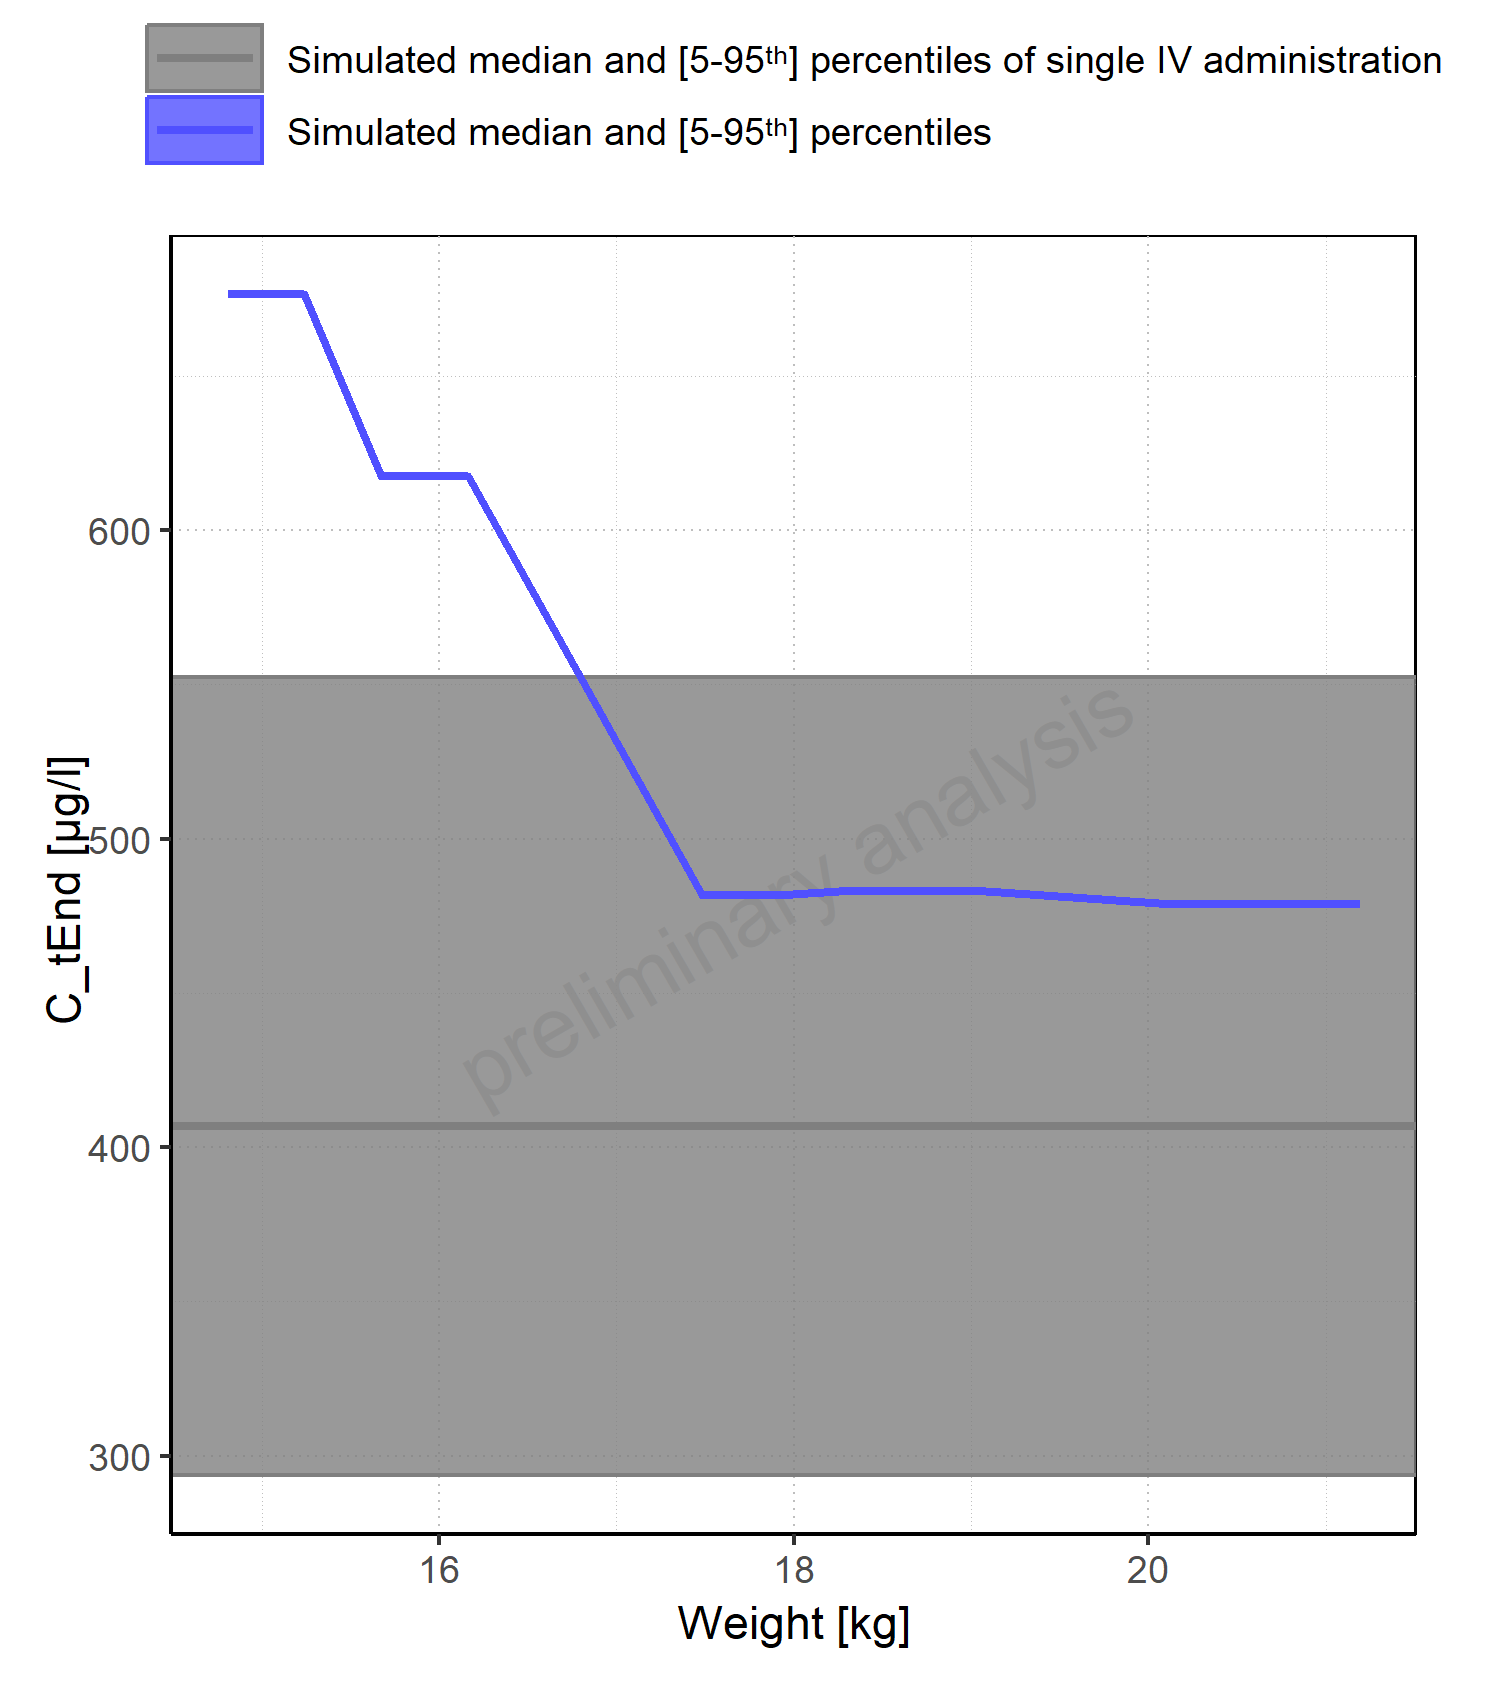 Simulated median and [5-95th] percentiles of single IV administration
Simulated median and [5-95th] percentiles
600
500
400
300
C_tEnd [µg/l]
preliminary analysis
16 18 20
Weight [kg]